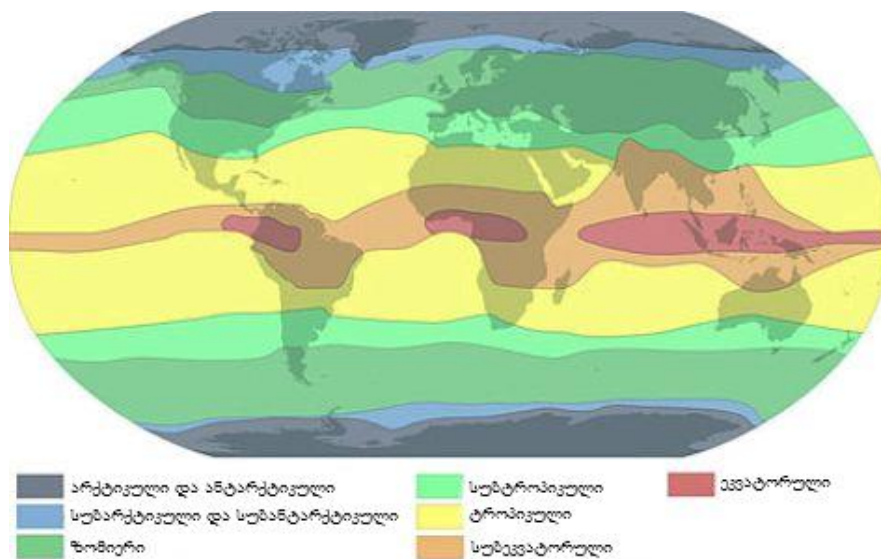 არქტიკული და ანტარქტიკული
სუბარქტიკული და სუბანტარქტიკული
ზომიერი
სუბტროპიკული
ტროპიკული
სუბეკვატორული
ეკვატორული